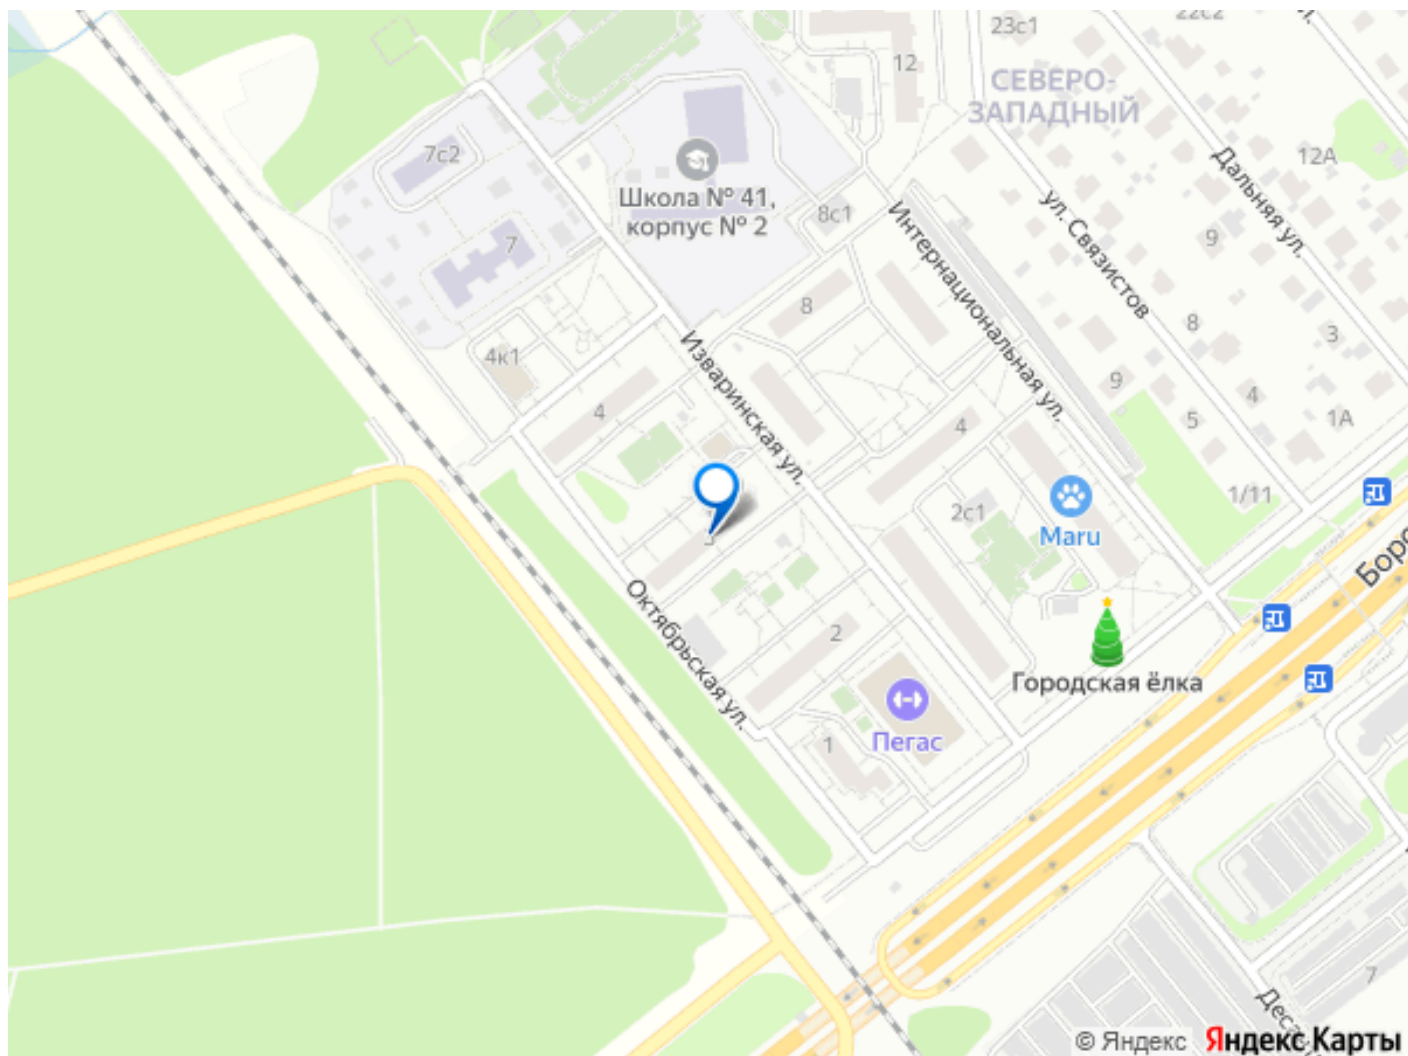 22с2
23с1
12
СЕВЕРО-
ЗАПАДНЫЙ
7с2
12А
Школа № 41,
корпус № 2
8с1
Дальняя ул.
ул. Связистов
Интернациональная ул.
9
7
8
8
3
4к1
Изваринская ул.
9
4
5
1А
4
4
1/11
2с1
Maru
3
Октябрьская ул.
2
Городская ёлка
Пегас
1
7
© Яндекс
Яндекс Карты